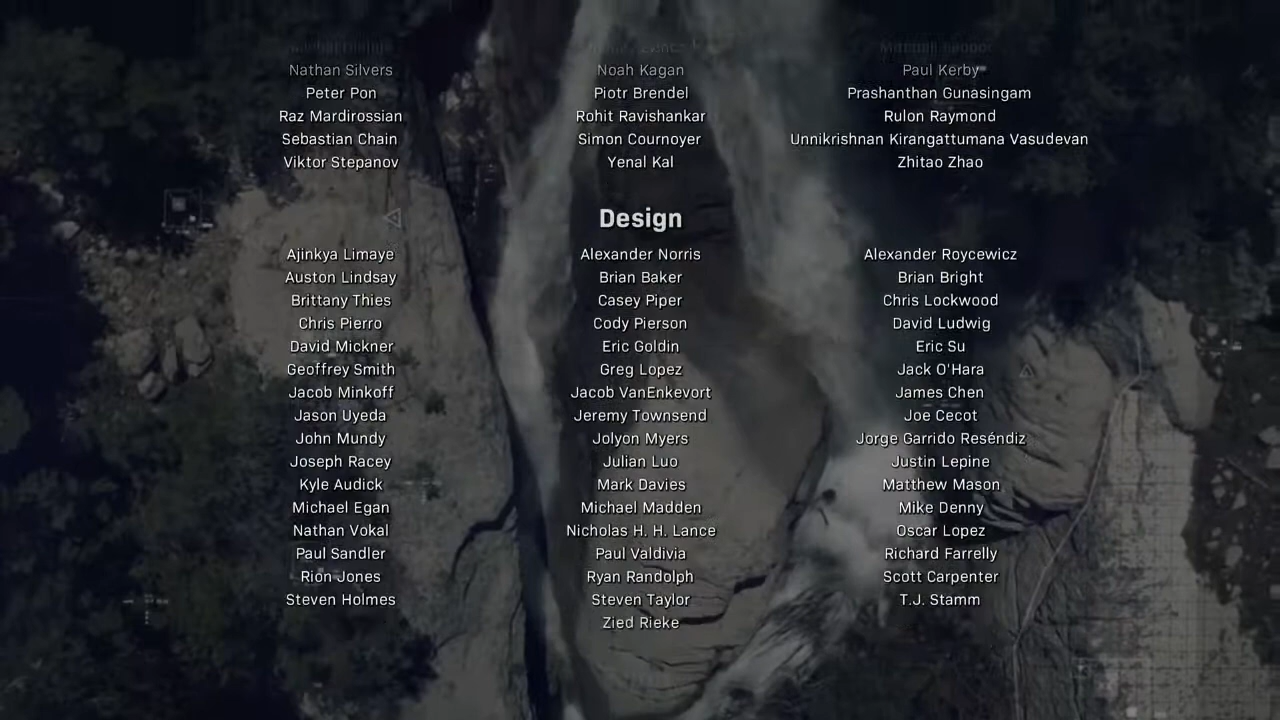 Nathan Silvers Noah Kagan Paul Kerby
Peter Pon Piotr Brendel Prashanthan Gunasingam
Raz Mardirossian Rohit Ravishankar Rulon Raymond
Sebastian Chain Simon Cournoyer Unnikrishnan Kirangattumana Vasudevan
Viktor Stepanov Yenal Kal Zhitao Zhao
Design
Ajinkya Limaye Alexander Norris Alexander Roycewicz
Auston Lindsay Brian Baker Brian Bright
Brittany Thies Casey Piper Chris Lockwood
Chris Pierro Cody Pierson David Ludwig
David Mickner Eric Goldin Eric Su
Geoffrey Smith Greg Lopez Jack O'Hara
Jacob Minkoff Jacob VanEnkevort James Chen
Jason Uyeda Jeremy Townsend Joe Cecot
John Mundy Jolyon Myers Jorge Garrido Reséndiz
Joseph Racey Julian Luo Justin Lepine
Kyle Audick Mark Davies Matthew Mason
Michael Egan Michael Madden Mike Denny
Nathan Vokal Nicholas H. H. Lance Oscar Lopez
Paul Sandler Paul Valdivia Richard Farrelly
Rion Jones Ryan Randolph Scott Carpenter
Steven Holmes Steven Taylor T.J. Stamm
Zied Rieke